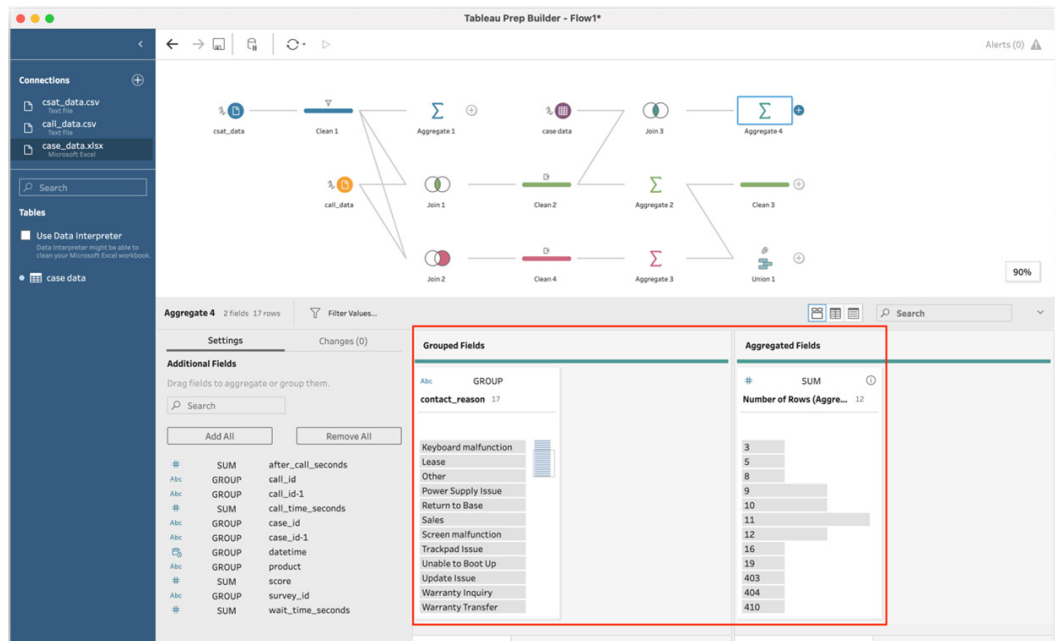 Tableau Prep Builder - Flow1*
Alerts (0)
Connections
csat_data.csv
Text file
call_data.csv
Text file
case_data.xlsx
Microsoft Excel
Search
Tables
Use Data Interpreter
Data Interpreter might be able to
clean your Microsoft Excel workbook.
case data
csat_data
Clean 1
Aggregate 1
case data
Join 3
Aggregate 4
call_data
Join 1
Clean 2
Aggregate 2
Clean 3
Join 2
Clean 4
Aggregate 3
Union 1
90%
Aggregate 4 2 fields 17 rows Filter Values...
Search
Settings Changes (0)
Additional Fields
Drag fields to aggregate or group them.
Search
Add All Remove All
# SUM after_call_seconds
Abc GROUP call_id
Abc GROUP call_id-1
# SUM call_time_seconds
Abc GROUP case_id
Abc GROUP case_id-1
GROUP datetime
Abc GROUP product
# SUM score
Abc GROUP survey_id
# SUM wait_time_seconds
Grouped Fields
Abc GROUP
contact_reason 17
Keyboard malfunction
Lease
Other
Power Supply Issue
Return to Base
Sales
Screen malfunction
Trackpad Issue
Unable to Boot Up
Update Issue
Warranty Inquiry
Warranty Transfer
Aggregated Fields
# SUM
Number of Rows (Aggre... 12
3
5
8
9
10
11
12
16
19
403
404
410